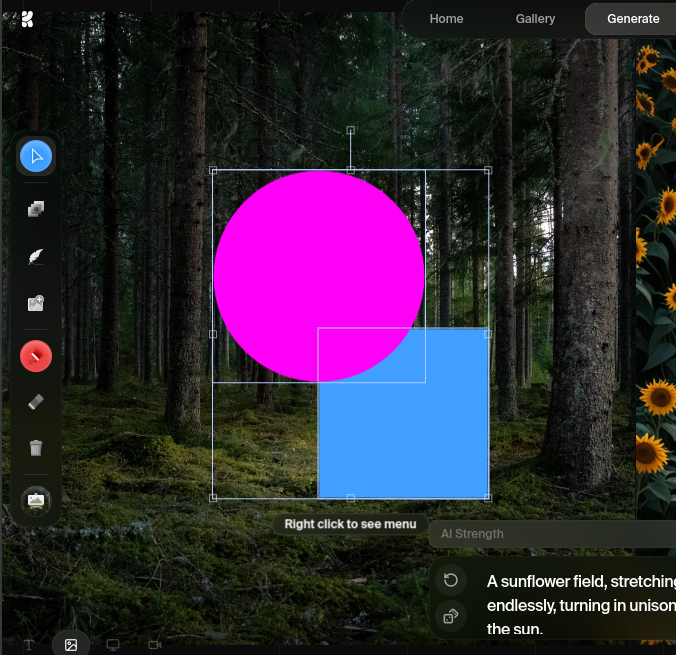 Home
Gallery
Generate
Right click to see menu
AI Strength
A sunflower field, stretching
endlessly, turning in unison
the sun.